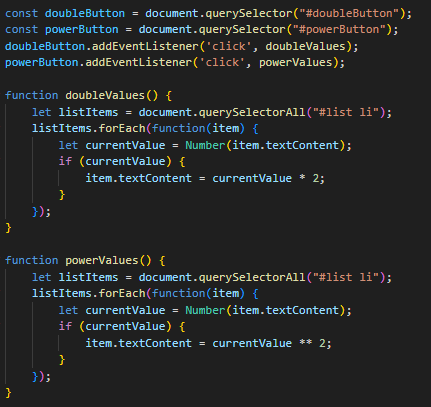 const doubleButton = document.querySelector("#doubleButton");
const powerButton = document.querySelector("#powerButton");
doubleButton.addEventListener('click', doubleValues);
powerButton.addEventListener('click', powerValues);

function doubleValues() {
    let listItems = document.querySelectorAll("#list li");
    listItems.forEach(function(item) {
        let currentValue = Number(item.textContent);
        if (currentValue) {
            item.textContent = currentValue * 2;
        }
    });
}

function powerValues() {
    let listItems = document.querySelectorAll("#list li");
    listItems.forEach(function(item) {
        let currentValue = Number(item.textContent);
        if (currentValue) {
            item.textContent = currentValue ** 2;
        }
    });
}